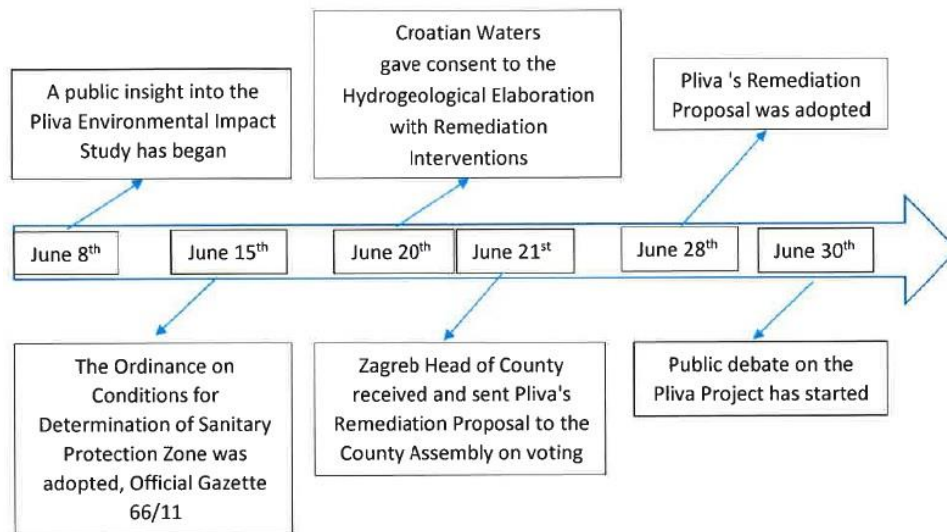 A public insight into the
Pliva Environmental Impact
Study has began
Croatian Waters
gave consent to the
Hydrogeological Elaboration
with Remediation
Interventions
Pliva 's Remediation
Proposal was adopted
June 8th
June 15th
June 20th
June 21st
June 28th
June 30th
The Ordinance on
Conditions for
Determination of Sanitary
Protection Zone was
adopted, Official Gazette
66/11
Zagreb Head of County
received and sent Pliva's
Remediation Proposal to the
County Assembly on voting
Public debate on the
Pliva Project has started